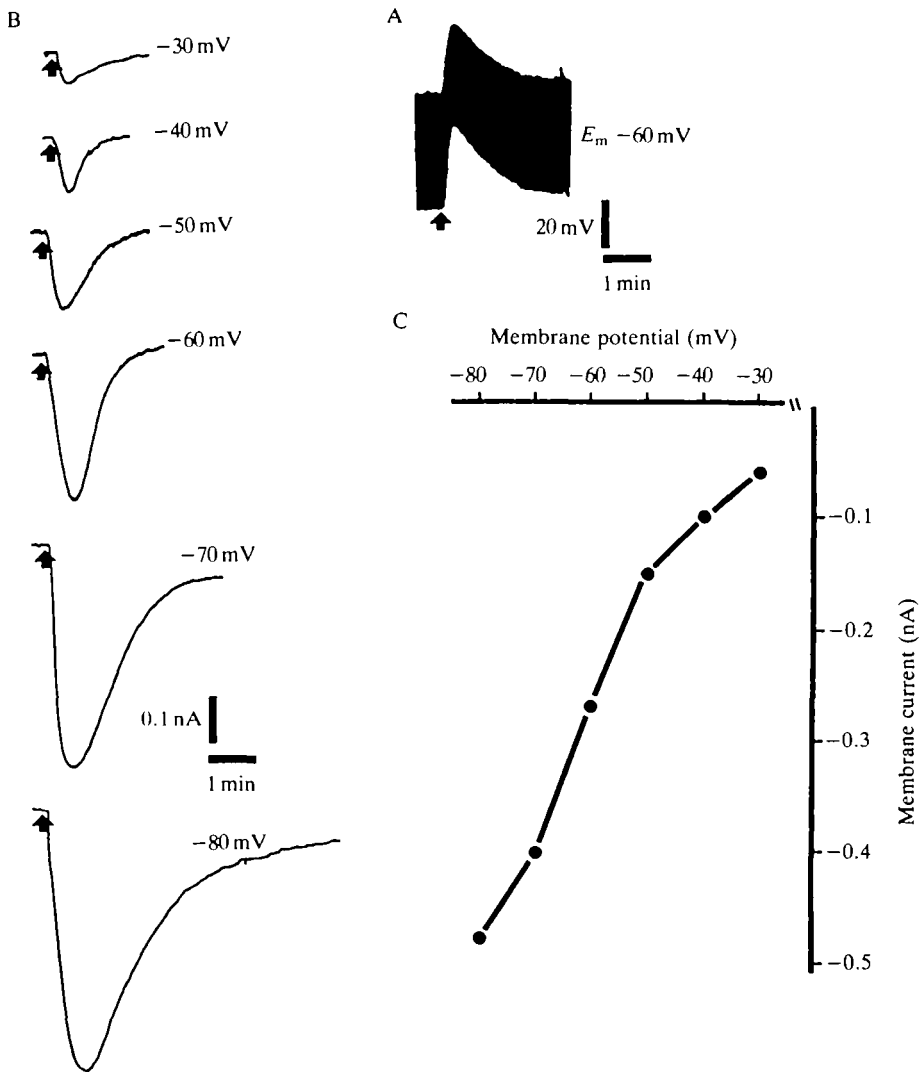 B
−30 mV
−40 mV
−50 mV
−60 mV
−70 mV
0.1 nA
1 min
−80 mV
A
Em −60 mV
20 mV
1 min
C
Membrane potential (mV)
−80 −70 −60 −50 −40 −30
−0.1
−0.2
−0.3
−0.4
−0.5
Membrane current (nA)